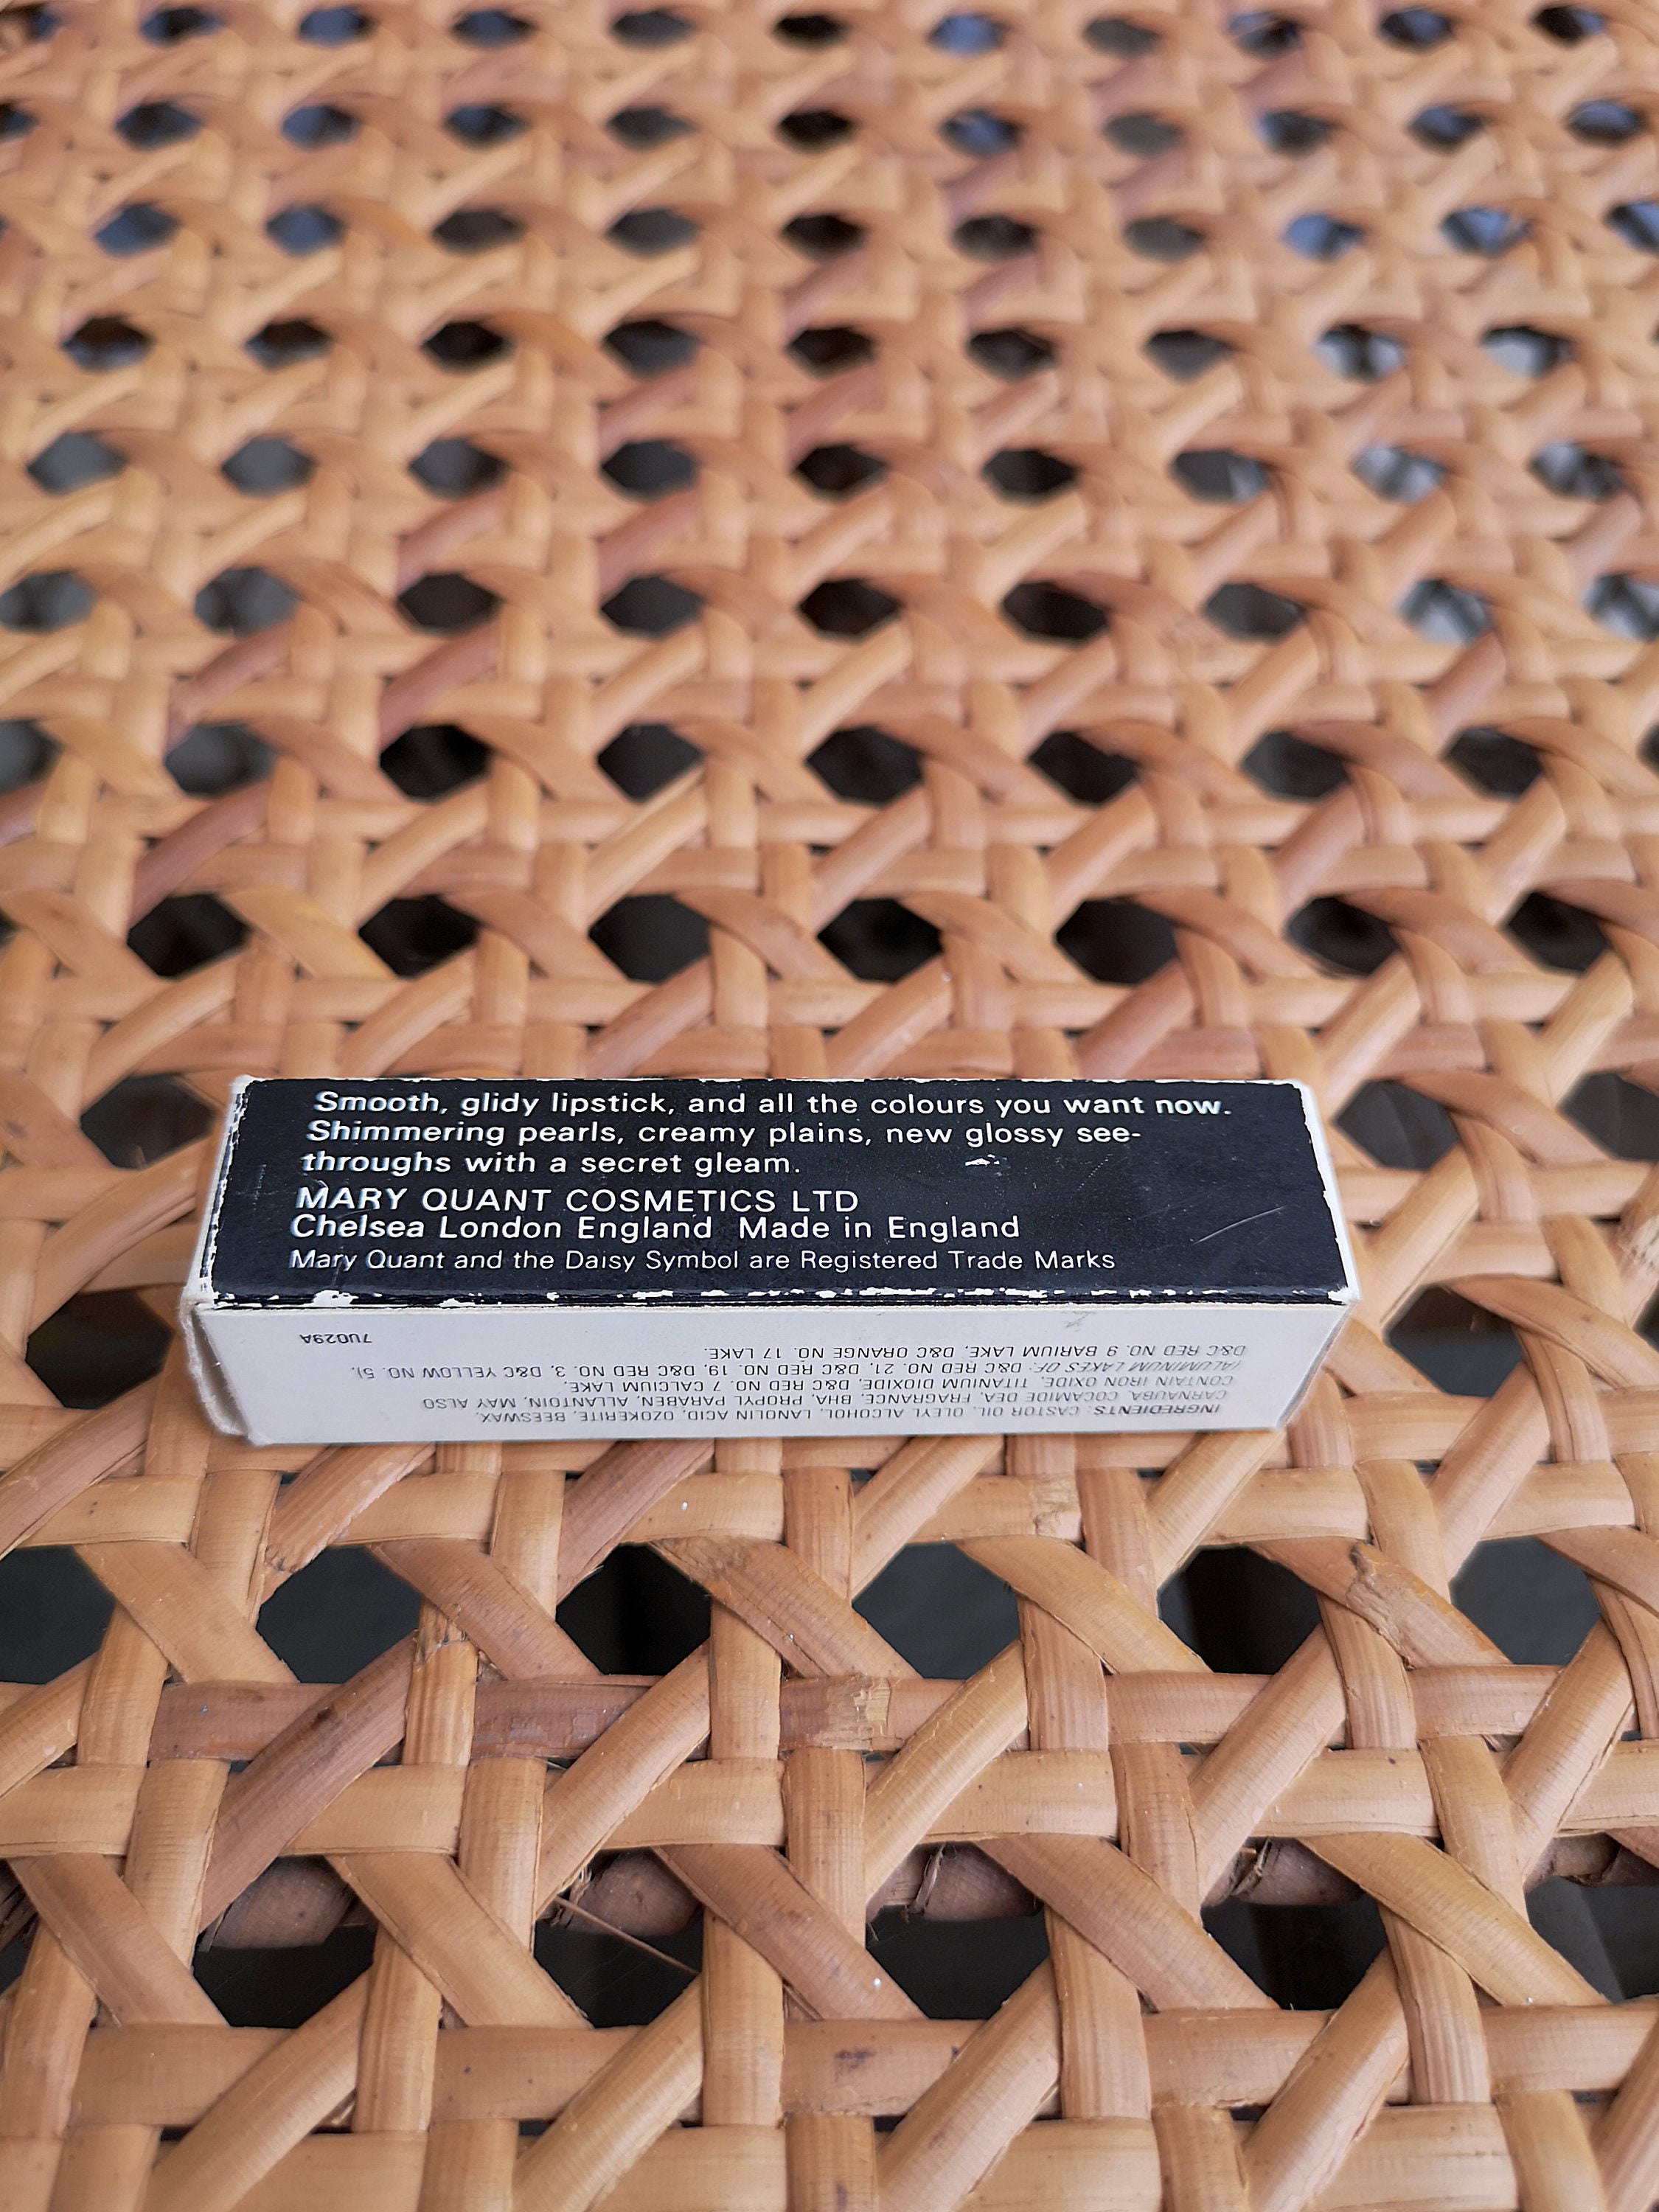 Smooth, glidy lipstick, and all the colours you want now.
Shimmering pearls, creamy plains, new glossy see-
throughs with a secret gleam.
MARY QUANT COSMETICS LTD
Chelsea London England Made in England
Mary Quant and the Daisy Symbol are Registered Trade Marks
INGREDIENTS: CASTOR OIL, OLEYL ALCOHOL, LANOLIN ACID, OZOKERITE, BEESWAX,
CARNAUBA, COCAMIDE DEA, FRAGRANCE, BHA, PROPYL PARABEN, ALLANTOIN, MAY ALSO
CONTAIN IRON OXIDE, TITANIUM DIOXIDE, D&C RED NO. 7 CALCIUM LAKE,
(ALUMINUM LAKES OF: D&C RED NO. 21, D&C RED NO. 19, D&C RED NO. 3, D&C YELLOW NO. 5),
D&C RED NO. 9 BARIUM LAKE, D&C ORANGE NO. 17 LAKE.
7U029A